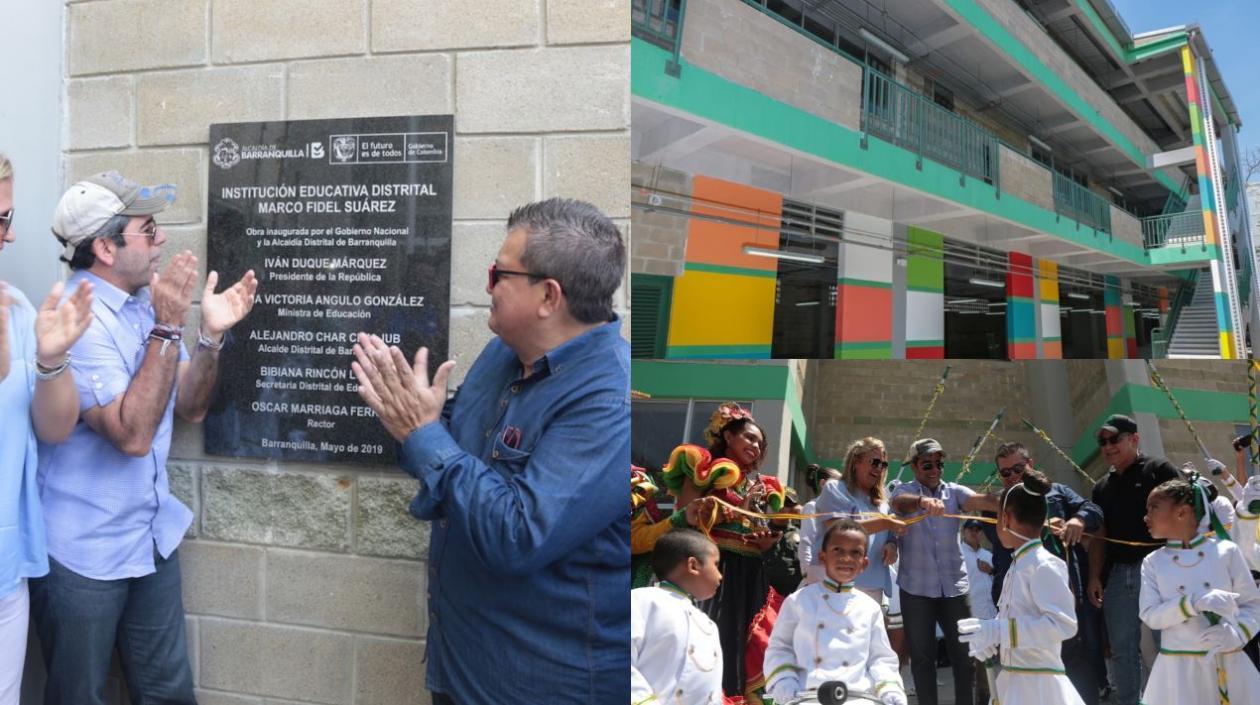 ALCALDÍA DE
BARRANQUILLA
El futuro
es de todos
Gobierno
de Colombia
INSTITUCIÓN EDUCATIVA DISTRITAL
MARCO FIDEL SUÁREZ
Obra inaugurada por el Gobierno Nacional
y la Alcaldía Distrital de Barranquilla
IVÁN DUQUE MÁRQUEZ
Presidente de la República
VICTORIA ANGULO GONZÁLEZ
Ministra de Educación
ALEJANDRO CHAR
Alcalde Distrital de
BIBIANA RINCÓN
Secretaria Distrital de
OSCAR MARRIAGA
Rector
Barranquilla, Mayo de 2019